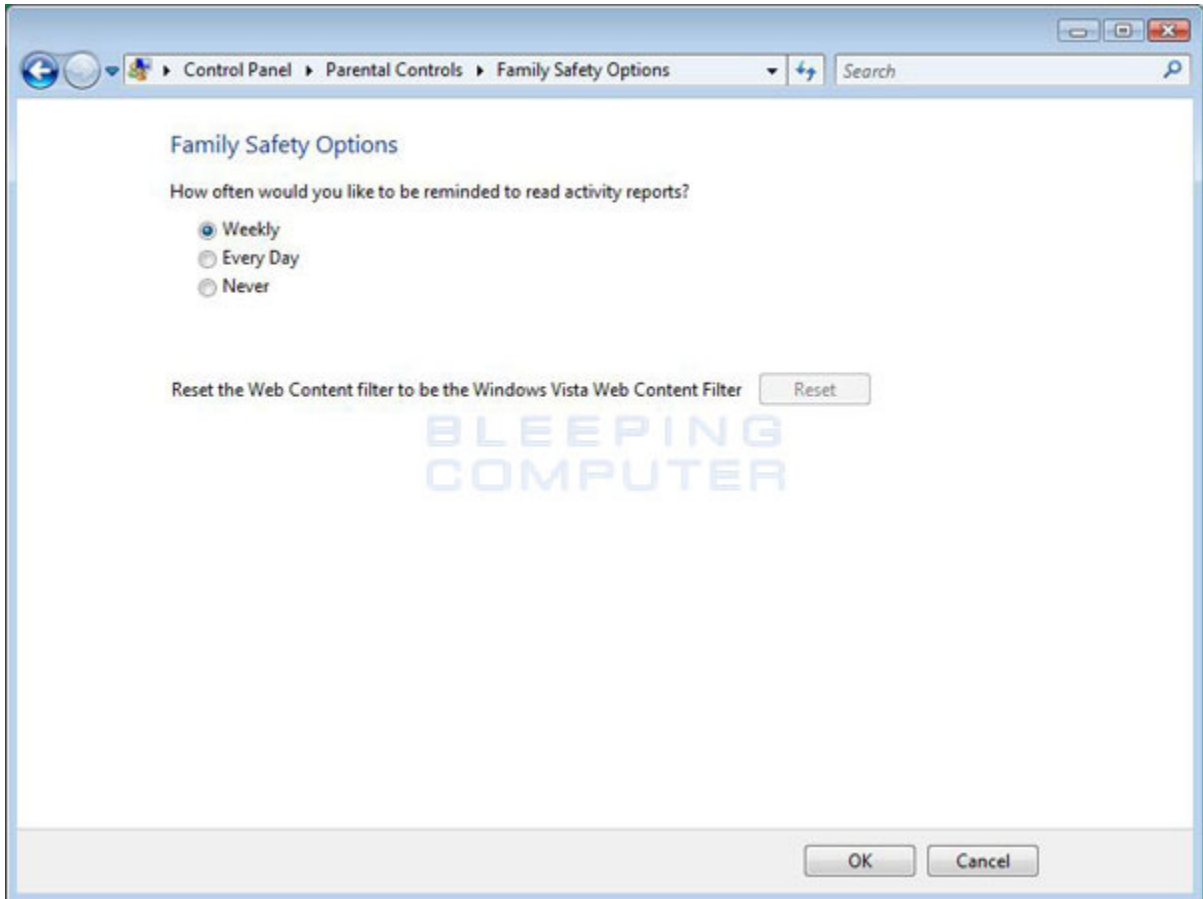 Control Panel Parental Controls Family Safety Options
Search
Family Safety Options
How often would you like to be reminded to read activity reports?
Weekly
Every Day
Never
Reset the Web Content filter to be the Windows Vista Web Content Filter
Reset
BLEEPING
COMPUTER
OK
Cancel